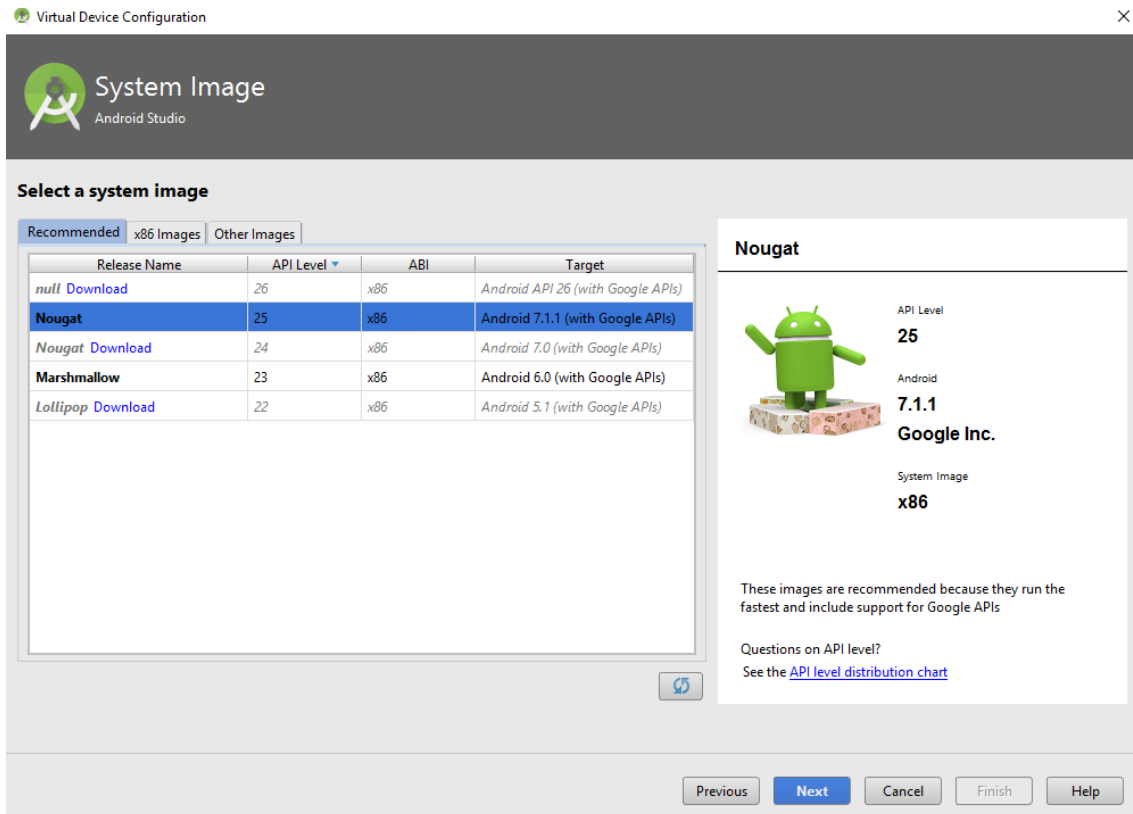 Virtual Device Configuration
System Image
Android Studio
Select a system image
Recommended x86 Images Other Images
Release Name API Level ABI Target
null Download 26 x86 Android API 26 (with Google APIs)
Nougat 25 x86 Android 7.1.1 (with Google APIs)
Nougat Download 24 x86 Android 7.0 (with Google APIs)
Marshmallow 23 x86 Android 6.0 (with Google APIs)
Lollipop Download 22 x86 Android 5.1 (with Google APIs)
Nougat
API Level
25
Android
7.1.1
Google Inc.
System Image
x86
These images are recommended because they run the
fastest and include support for Google APIs
Questions on API level?
See the API level distribution chart
Previous Next Cancel Finish Help